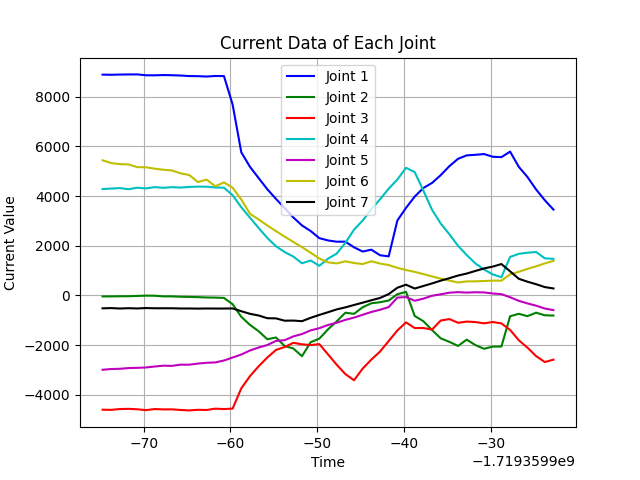 Current Data of Each Joint
Joint 1
Joint 2
Joint 3
Joint 4
Joint 5
Joint 6
Joint 7
Current Value
8000
6000
4000
2000
0
−2000
−4000
−70
−60
−50
−40
−30
Time
−1.7193599e9